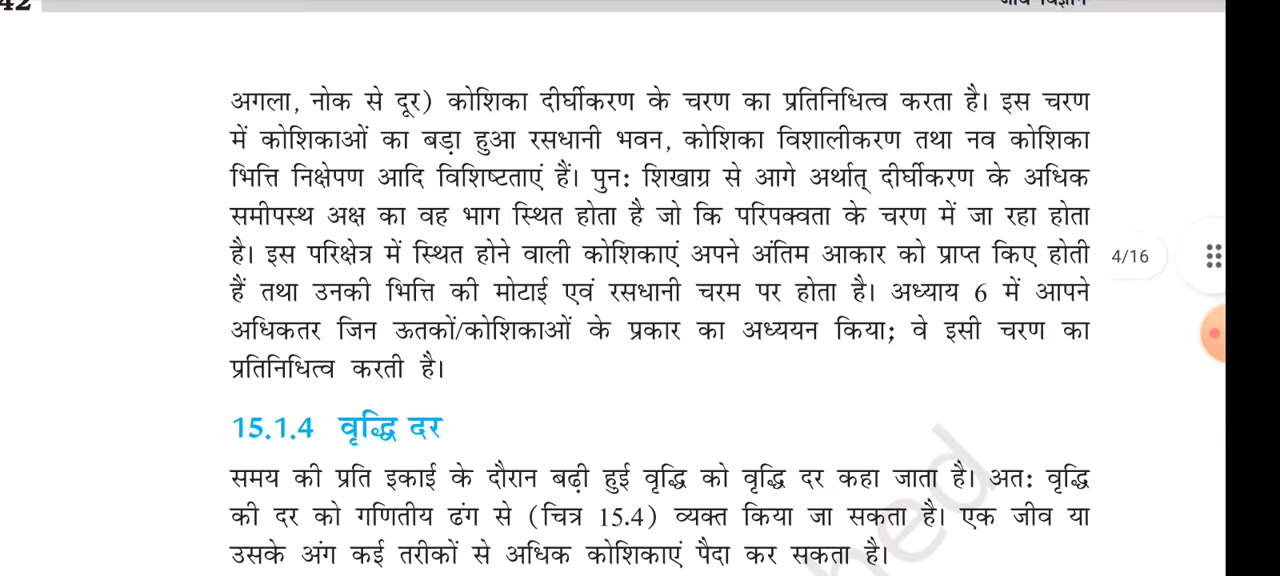 42
अगला, नोक से दूर) कोशिका दीर्घीकरण के चरण का प्रतिनिधित्व करता है। इस चरण
में कोशिकाओं का बड़ा हुआ रसधानी भवन, कोशिका विशालीकरण तथा नव कोशिका
भित्ति निक्षेपण आदि विशिष्टताएं हैं। पुनः शिखाग्र से आगे अर्थात् दीर्घीकरण के अधिक
समीपस्थ अक्ष का वह भाग स्थित होता है जो कि परिपक्वता के चरण में जा रहा होता
है। इस परिक्षेत्र में स्थित होने वाली कोशिकाएं अपने अंतिम आकार को प्राप्त किए होती
हैं तथा उनकी भित्ति की मोटाई एवं रसधानी चरम पर होता है। अध्याय 6 में आपने
अधिकतर जिन ऊतकों/कोशिकाओं के प्रकार का अध्ययन किया; वे इसी चरण का
प्रतिनिधित्व करती है।
4/16
15.1.4 वृद्धि दर
समय की प्रति इकाई के दौरान बढ़ी हुई वृद्धि को वृद्धि दर कहा जाता है। अतः वृद्धि
की दर को गणितीय ढंग से (चित्र 15.4) व्यक्त किया जा सकता है। एक जीव या
उसके अंग कई तरीकों से अधिक कोशिकाएं पैदा कर सकता है।